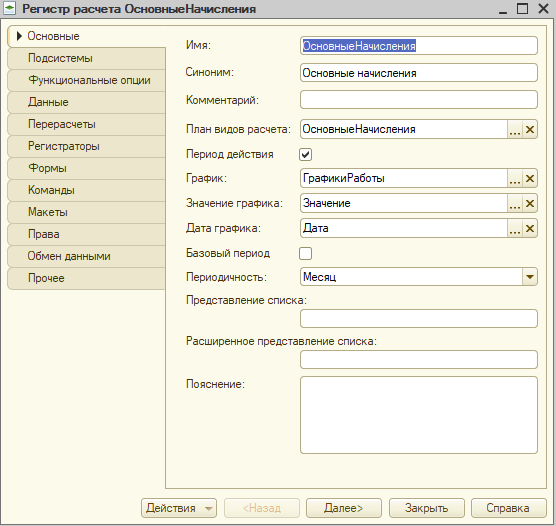 Регистр расчета ОсновныеНачисления
Основные
Подсистемы
Функциональные опции
Данные
Перерасчеты
Регистраторы
Формы
Команды
Макеты
Права
Обмен данными
Прочее
Имя: ОсновныеНачисления
Синоним: Основные начисления
Комментарий:
План видов расчета: ОсновныеНачисления ...
Период действия
График: ГрафикиРаботы ...
Значение графика: Значение ...
Дата графика: Дата ...
Базовый период
Периодичность: Месяц
Представление списка:
Расширенное представление списка:
Пояснение:
Действия <Назад Далее> Закрыть Справка